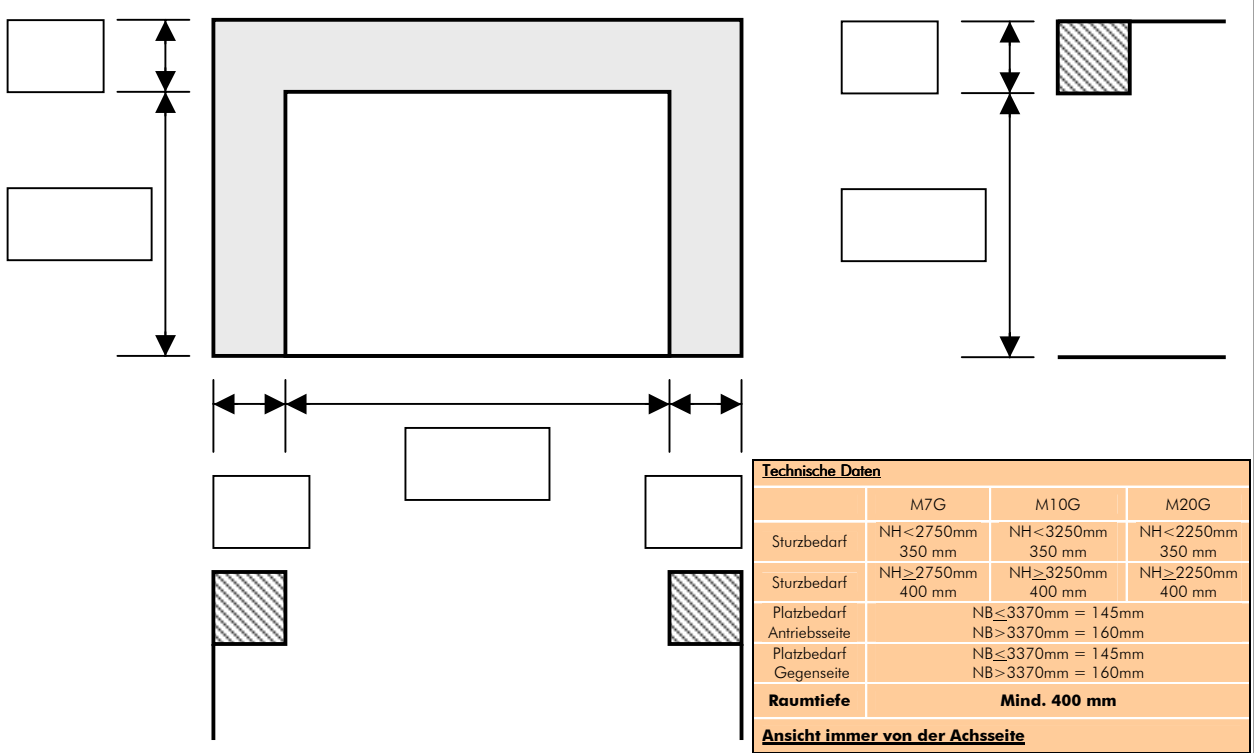 Technische Daten
M7G M10G M20G
Sturzbedarf NH<2750mm 350 mm NH<3250mm 350 mm NH<2250mm 350 mm
Sturzbedarf NH≥2750mm 400 mm NH≥3250mm 400 mm NH≥2250mm 400 mm
Platzbedarf NB≤3370mm = 145mm
Antriebsseite NB>3370mm = 160mm
Platzbedarf NB≤3370mm = 145mm
Gegenseite NB>3370mm = 160mm
Raumtiefe Mind. 400 mm
Ansicht immer von der Achsseite